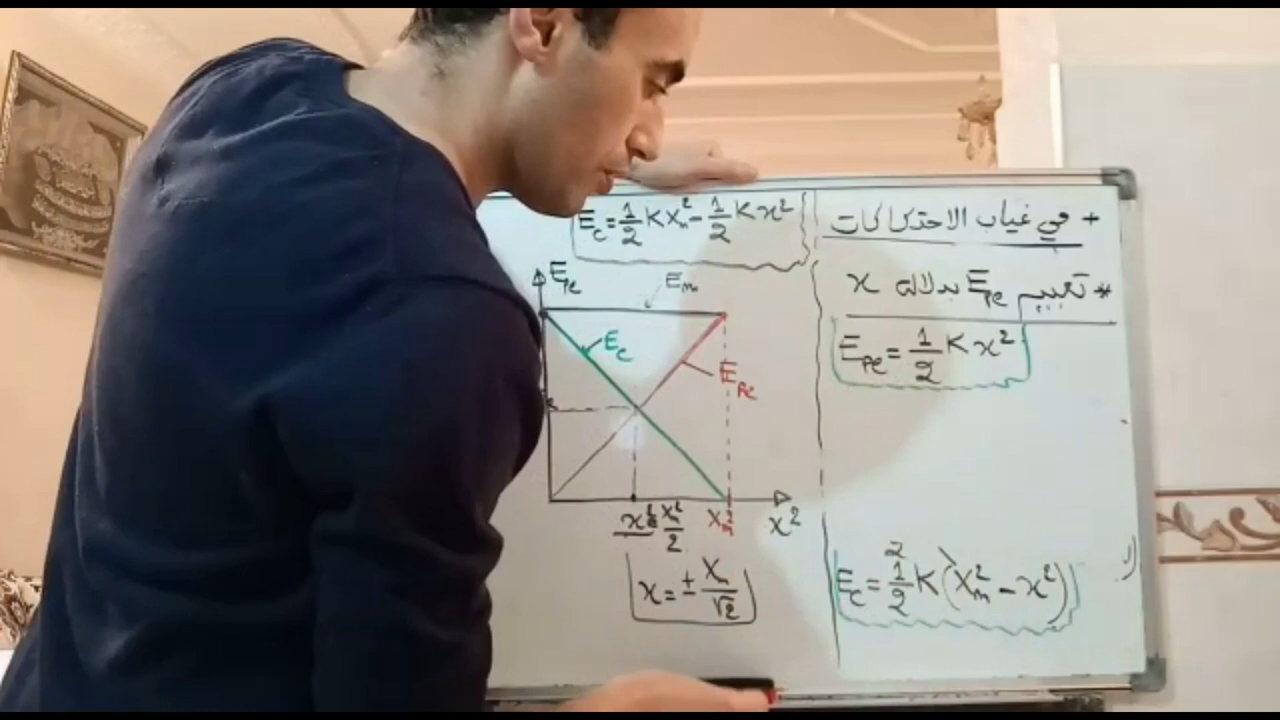 + في غياب الاحتكاكات
* تعبير Epe بدلالة x
Epe = 1/2 K x²
Ec = 1/2 K (Xm² - x²)
Ec = 1/2 K Xm² - 1/2 K x²
Epe
Em
Ec
Epe
x² = Xm²/2
Xm²
x²
x = ± Xm/√2